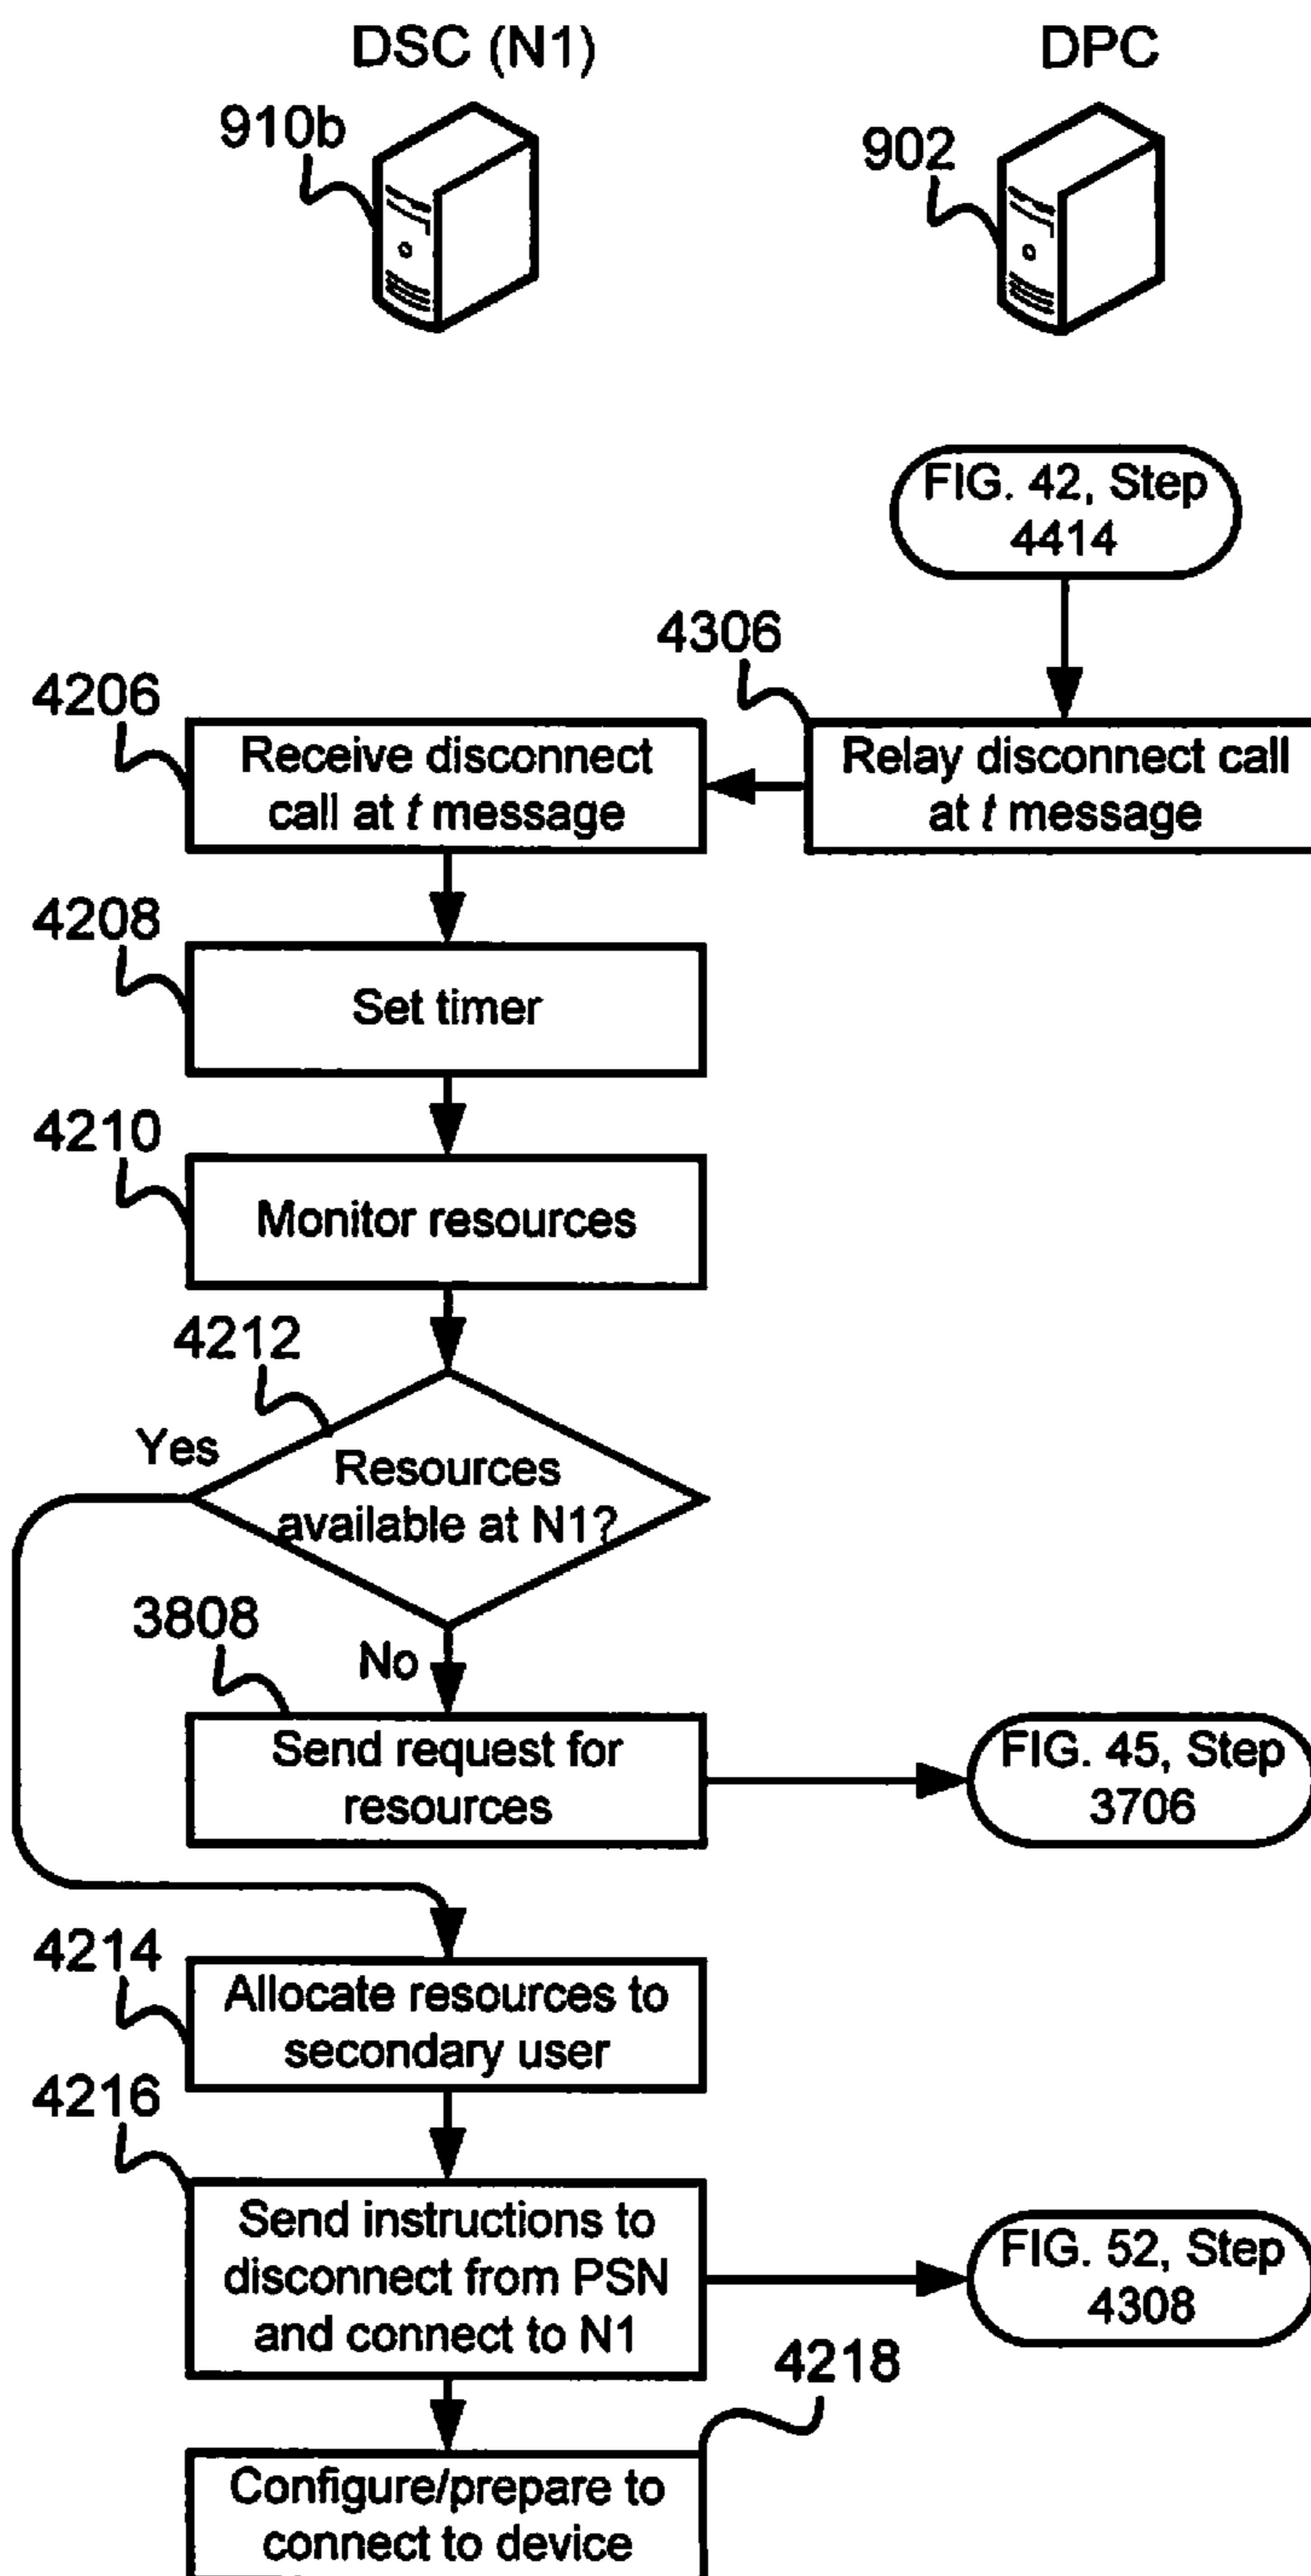 DSC (N1)
DPC
910b
902
FIG. 42, Step
4414
4306
4206
Receive disconnect
call at t message
Relay disconnect call
at t message
4208
Set timer
4210
Monitor resources
4212
Yes
Resources
available at N1?
3808
No
Send request for
resources
FIG. 45, Step
3706
4214
Allocate resources to
secondary user
4216
Send instructions to
disconnect from PSN
and connect to N1
FIG. 52, Step
4308
4218
Configure/prepare to
connect to device